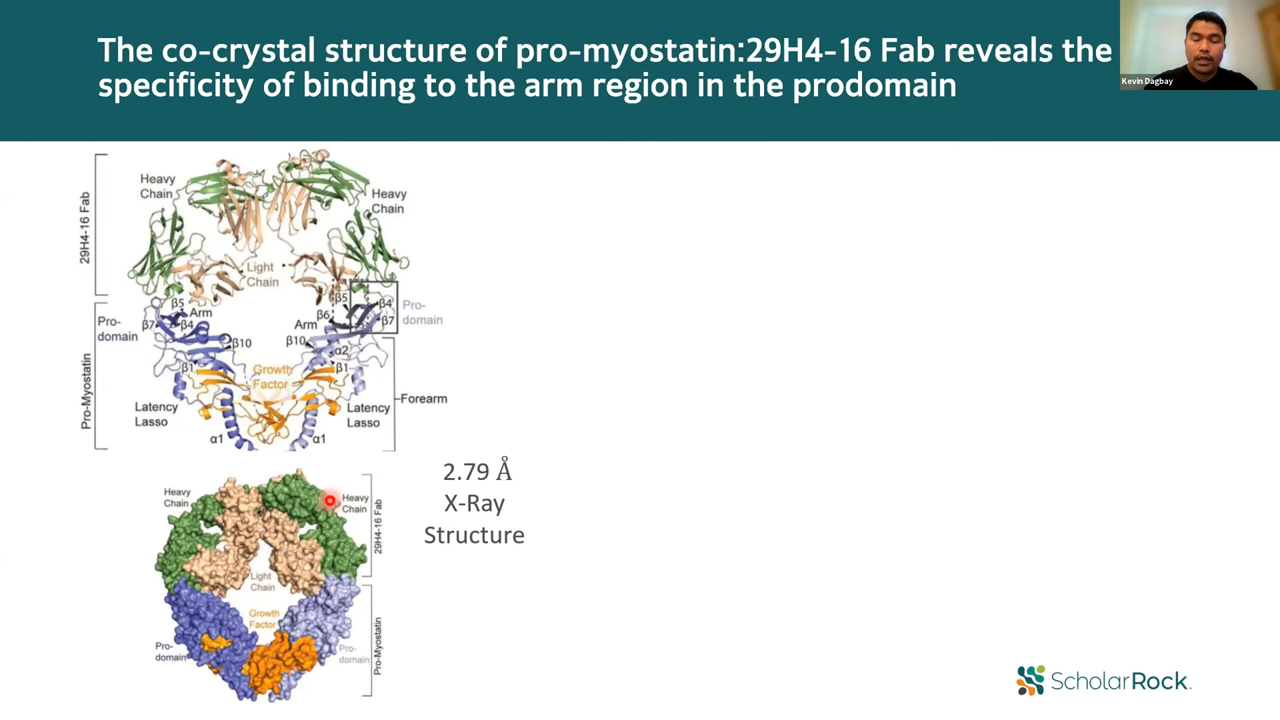 The co-crystal structure of pro-myostatin:29H4-16 Fab reveals the
specificity of binding to the arm region in the prodomain
Kevin Dagbay
29H4-16 Fab
Heavy
Chain
Heavy
Chain
Light
Chain
Pro-Myostatin
β5
Arm
β7
β4
Pro-
domain
β10
β1
β5
β4
β6
β7
Arm
Pro-
domain
β10
α2
β1
Growth
Factor
Latency
Lasso
Latency
Lasso
Forearm
α1
α1
2.79 Å
X-Ray
Structure
Heavy
Chain
Heavy
Chain
29H4-16 Fab
Light
Chain
Growth
Factor
Pro-
domain
Pro-
domain
Pro-Myostatin
ScholarRock